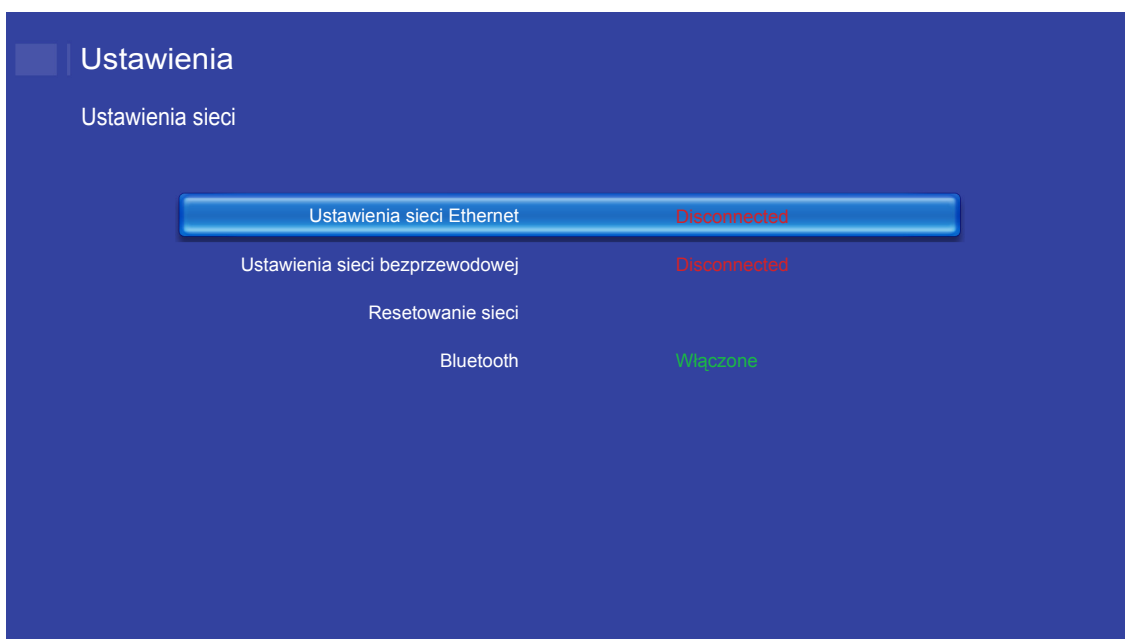 Ustawienia
Ustawienia sieci
Ustawienia sieci Ethernet Disconnected
Ustawienia sieci bezprzewodowej Disconnected
Resetowanie sieci
Bluetooth Włączone